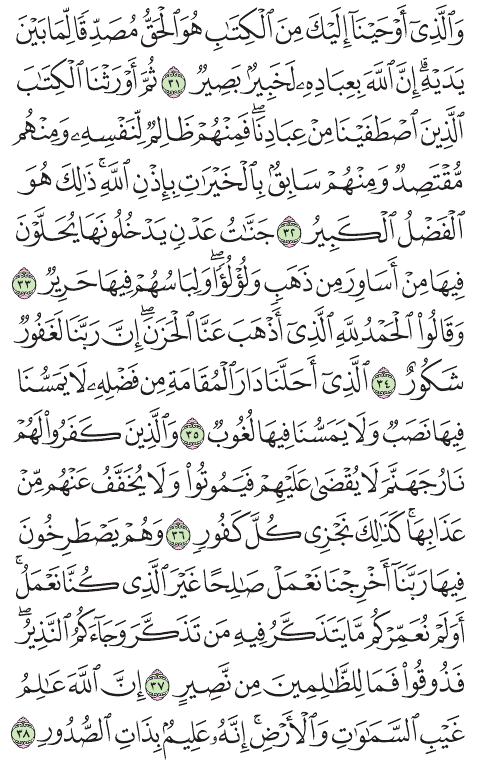 وَٱلَّذِىٓ أَوْحَيْنَآ إِلَيْكَ مِنَ ٱلْكِتَٰبِ هُوَ ٱلْحَقُّ مُصَدِّقًا لِّمَا بَيْنَ
يَدَيْهِ ۗ إِنَّ ٱللَّهَ بِعِبَادِهِۦ لَخَبِيرٌۢ بَصِيرٌ ٣١ ثُمَّ أَوْرَثْنَا ٱلْكِتَٰبَ
ٱلَّذِينَ ٱصْطَفَيْنَا مِنْ عِبَادِنَا ۖ فَمِنْهُمْ ظَالِمٌ لِّنَفْسِهِۦ وَمِنْهُم
مُّقْتَصِدٌ وَمِنْهُمْ سَابِقٌۢ بِٱلْخَيْرَٰتِ بِإِذْنِ ٱللَّهِ ۚ ذَٰلِكَ هُوَ
ٱلْفَضْلُ ٱلْكَبِيرُ ٣٢ جَنَّٰتُ عَدْنٍ يَدْخُلُونَهَا يُحَلَّوْنَ
فِيهَا مِنْ أَسَاوِرَ مِن ذَهَبٍ وَلُؤْلُؤًا ۖ وَلِبَاسُهُمْ فِيهَا حَرِيرٌ ٣٣
وَقَالُوا۟ ٱلْحَمْدُ لِلَّهِ ٱلَّذِىٓ أَذْهَبَ عَنَّا ٱلْحَزَنَ ۖ إِنَّ رَبَّنَا لَغَفُورٌ
شَكُورٌ ٣٤ ٱلَّذِىٓ أَحَلَّنَا دَارَ ٱلْمُقَامَةِ مِن فَضْلِهِۦ لَا يَمَسُّنَا
فِيهَا نَصَبٌ وَلَا يَمَسُّنَا فِيهَا لُغُوبٌ ٣٥ وَٱلَّذِينَ كَفَرُوا۟ لَهُمْ
نَارُ جَهَنَّمَ لَا يُقْضَىٰ عَلَيْهِمْ فَيَمُوتُوا۟ وَلَا يُخَفَّفُ عَنْهُم مِّنْ
عَذَابِهَا ۚ كَذَٰلِكَ نَجْزِى كُلَّ كَفُورٍ ٣٦ وَهُمْ يَصْطَرِخُونَ
فِيهَا رَبَّنَآ أَخْرِجْنَا نَعْمَلْ صَٰلِحًا غَيْرَ ٱلَّذِى كُنَّا نَعْمَلُ ۚ
أَوَلَمْ نُعَمِّرْكُم مَّا يَتَذَكَّرُ فِيهِ مَن تَذَكَّرَ وَجَآءَكُمُ ٱلنَّذِيرُ ۖ
فَذُوقُوا۟ فَمَا لِلظَّٰلِمِينَ مِن نَّصِيرٍ ٣٧ إِنَّ ٱللَّهَ عَٰلِمُ
غَيْبِ ٱلسَّمَٰوَٰتِ وَٱلْأَرْضِ ۚ إِنَّهُۥ عَلِيمٌۢ بِذَاتِ ٱلصُّدُورِ ٣٨